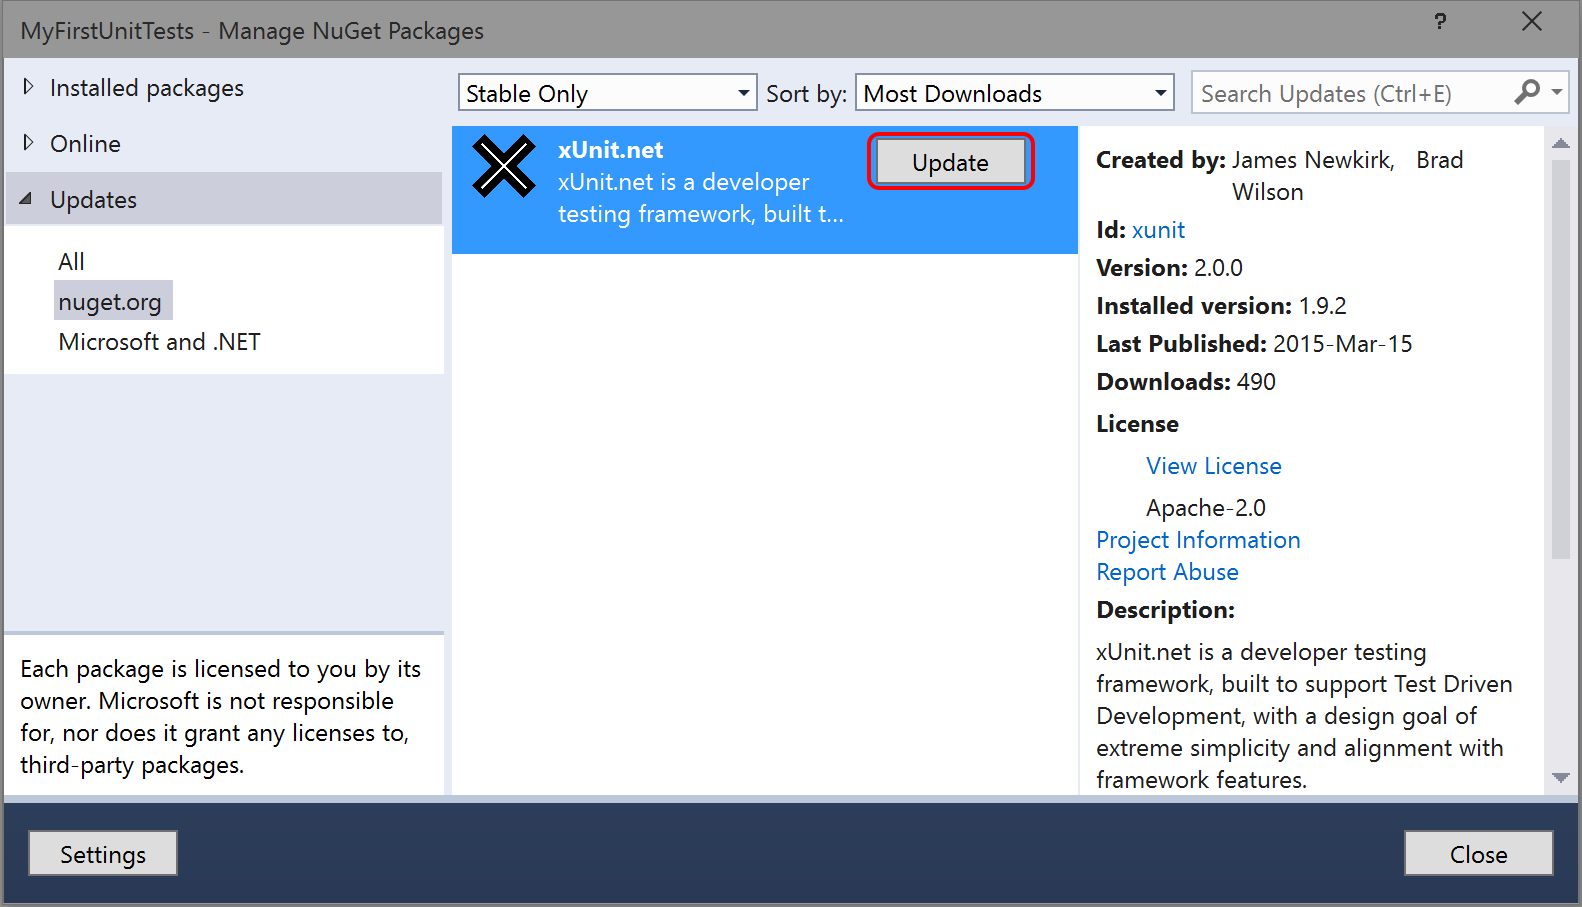 MyFirstUnitTests - Manage NuGet Packages
?
Installed packages
Online
Updates
All
nuget.org
Microsoft and .NET
Each package is licensed to you by its
owner. Microsoft is not responsible
for, nor does it grant any licenses to,
third-party packages.
Stable Only
Sort by:
Most Downloads
Search Updates (Ctrl+E)
xUnit.net
xUnit.net is a developer
testing framework, built t...
Update
Created by: James Newkirk, Brad
Wilson
Id: xunit
Version: 2.0.0
Installed version: 1.9.2
Last Published: 2015-Mar-15
Downloads: 490
License
View License
Apache-2.0
Project Information
Report Abuse
Description:
xUnit.net is a developer testing
framework, built to support Test Driven
Development, with a design goal of
extreme simplicity and alignment with
framework features.
Settings
Close